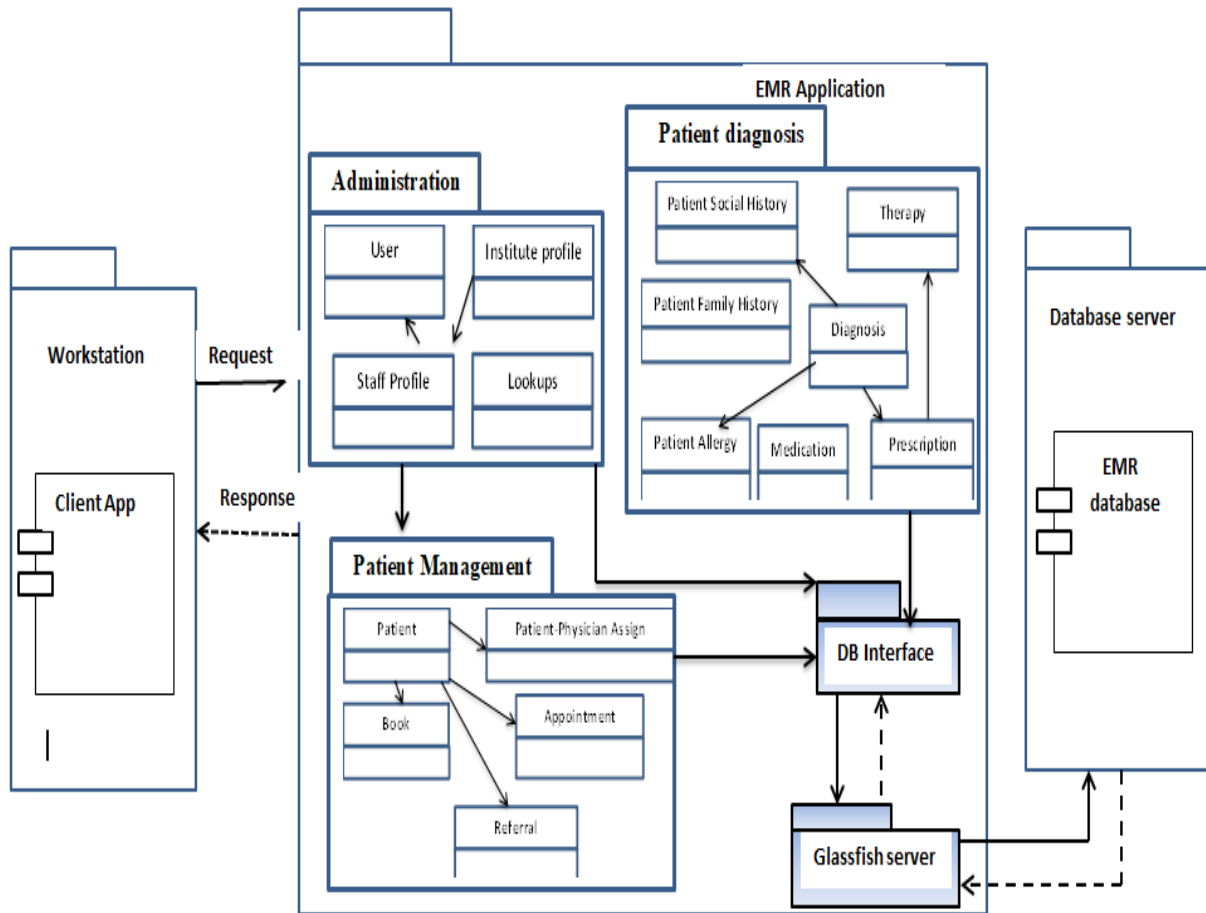 EMR Application
Patient diagnosis
Patient Social History
Therapy
Patient Family History
Diagnosis
Patient Allergy
Medication
Prescription
Administration
User
Institute profile
Staff Profile
Lookups
Workstation
Request
Client App
Response
Patient Management
Patient
Patient-Physician Assign
Book
Appointment
Referral
DB Interface
Glassfish server
Database server
EMR
database